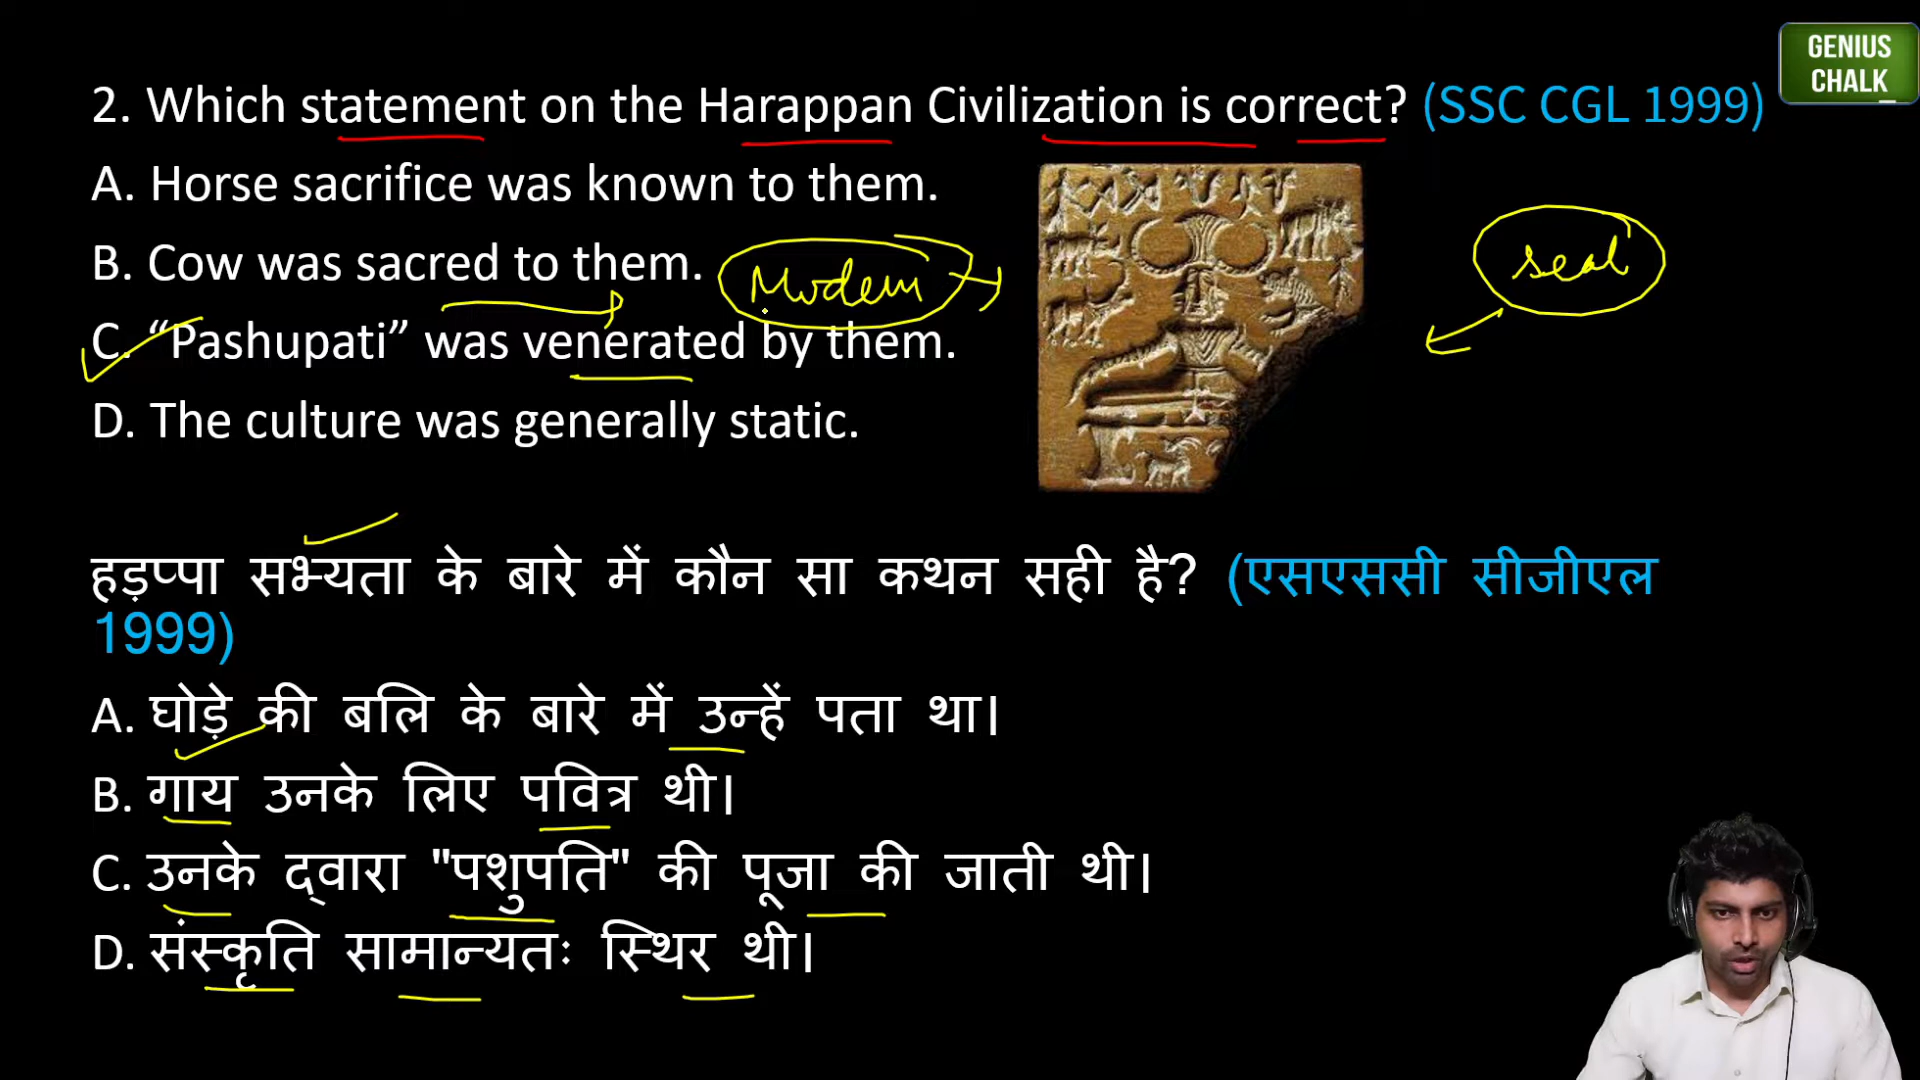 GENIUS
CHALK_
2. Which statement on the Harappan Civilization is correct? (SSC CGL 1999)
A. Horse sacrifice was known to them.
B. Cow was sacred to them.
Modern
seal
C. “Pashupati” was venerated by them.
D. The culture was generally static.
हड़प्पा सभ्यता के बारे में कौन सा कथन सही है? (एसएससी सीजीएल
1999)
A. घोड़े की बलि के बारे में उन्हें पता था।
B. गाय उनके लिए पवित्र थी।
C. उनके द्वारा "पशुपति" की पूजा की जाती थी।
D. संस्कृति सामान्यतः स्थिर थी।